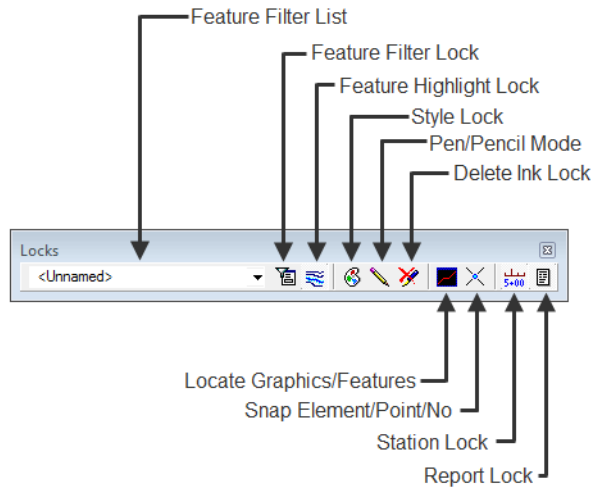 Feature Filter List
Feature Filter Lock
Feature Highlight Lock
Style Lock
Pen/Pencil Mode
Delete Ink Lock
Locks
<Unnamed>
5+00
Locate Graphics/Features
Snap Element/Point/No
Station Lock
Report Lock